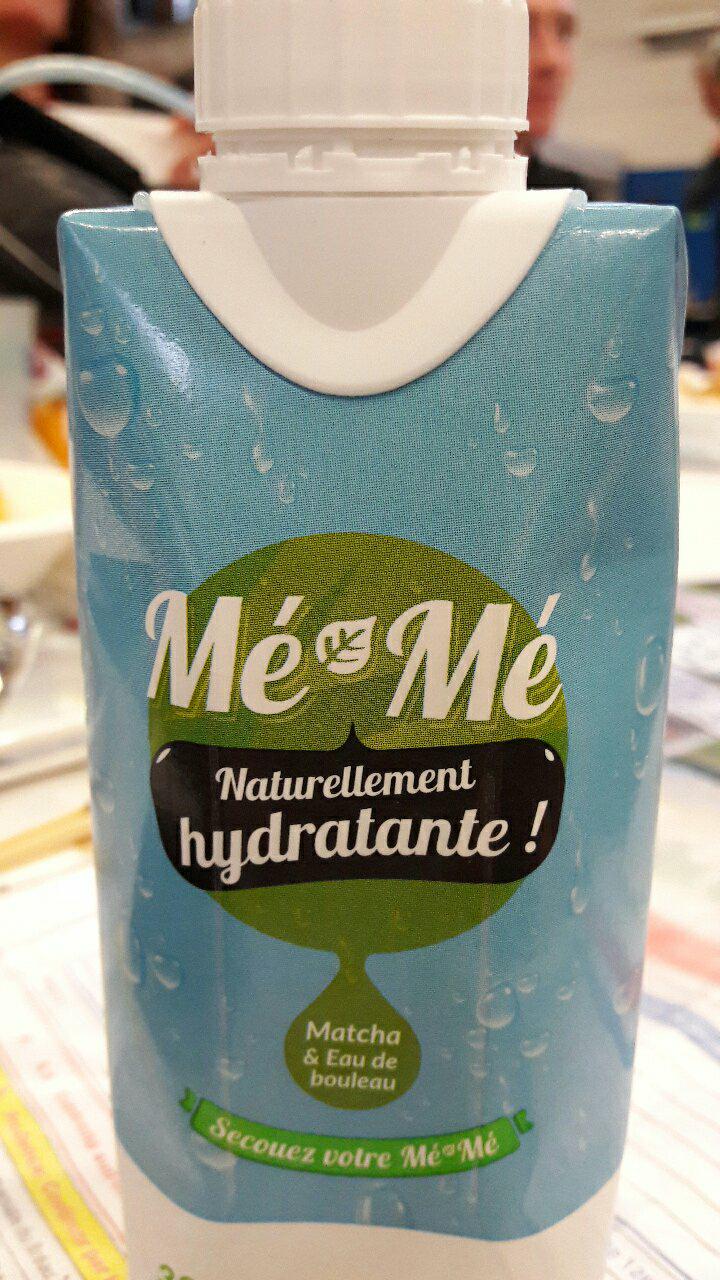 Mé Mé
Naturellement
hydratante !
Matcha
& Eau de
bouleau
Secouez votre Mé Mé